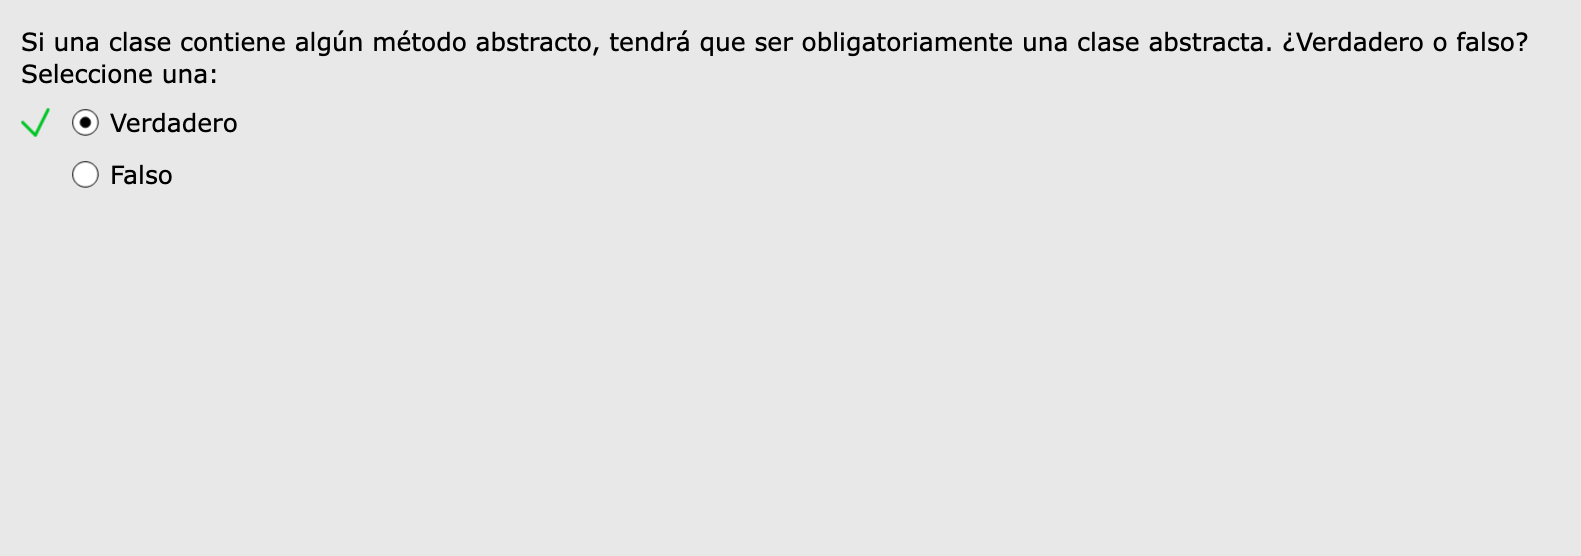 Si una clase contiene algún método abstracto, tendrá que ser obligatoriamente una clase abstracta. ¿Verdadero o falso?
Seleccione una:
Verdadero
Falso